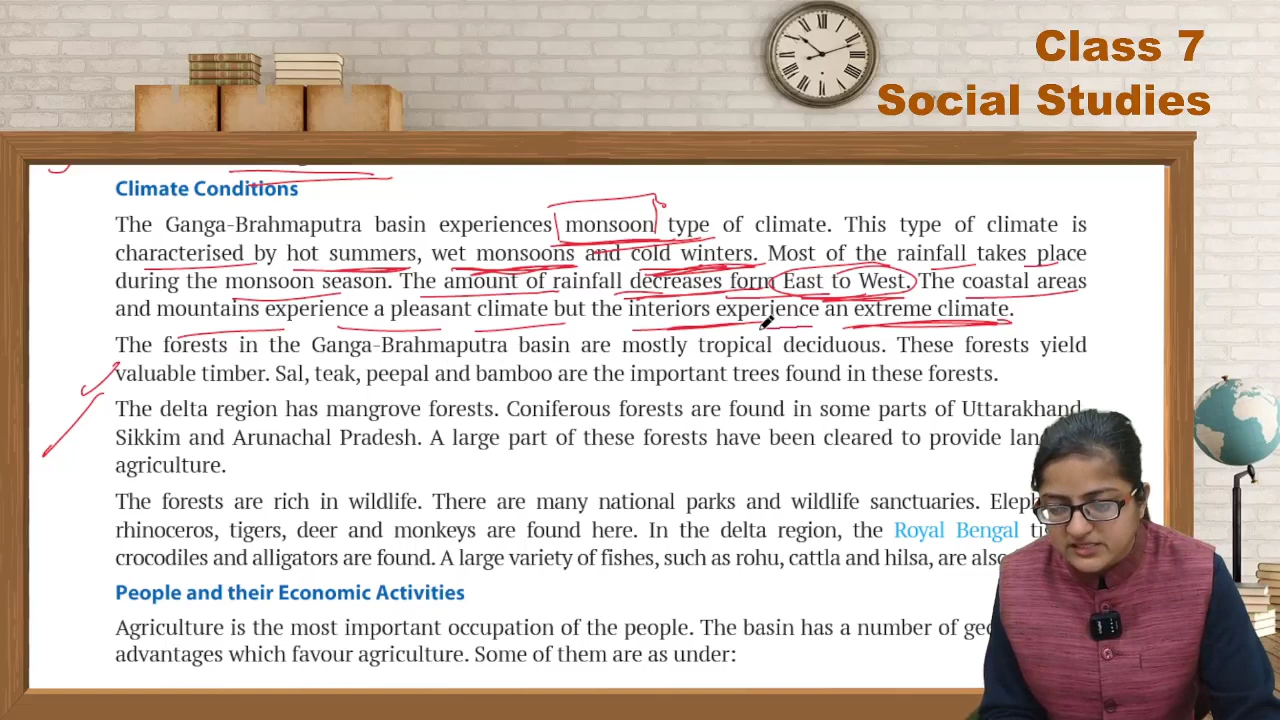 Class 7
Social Studies
Climate Conditions
The Ganga-Brahmaputra basin experiences monsoon type of climate. This type of climate is
characterised by hot summers, wet monsoons and cold winters. Most of the rainfall takes place
during the monsoon season. The amount of rainfall decreases form East to West. The coastal areas
and mountains experience a pleasant climate but the interiors experience an extreme climate.
The forests in the Ganga-Brahmaputra basin are mostly tropical deciduous. These forests yield
valuable timber. Sal, teak, peepal and bamboo are the important trees found in these forests.
The delta region has mangrove forests. Coniferous forests are found in some parts of Uttarakhand,
Sikkim and Arunachal Pradesh. A large part of these forests have been cleared to provide
agriculture.
The forests are rich in wildlife. There are many national parks and wildlife sanctuaries.
rhinoceros, tigers, deer and monkeys are found here. In the delta region, the Royal Bengal
crocodiles and alligators are found. A large variety of fishes, such as rohu, cattla and hilsa, are also
People and their Economic Activities
Agriculture is the most important occupation of the people. The basin has a number of
advantages which favour agriculture. Some of them are as under: